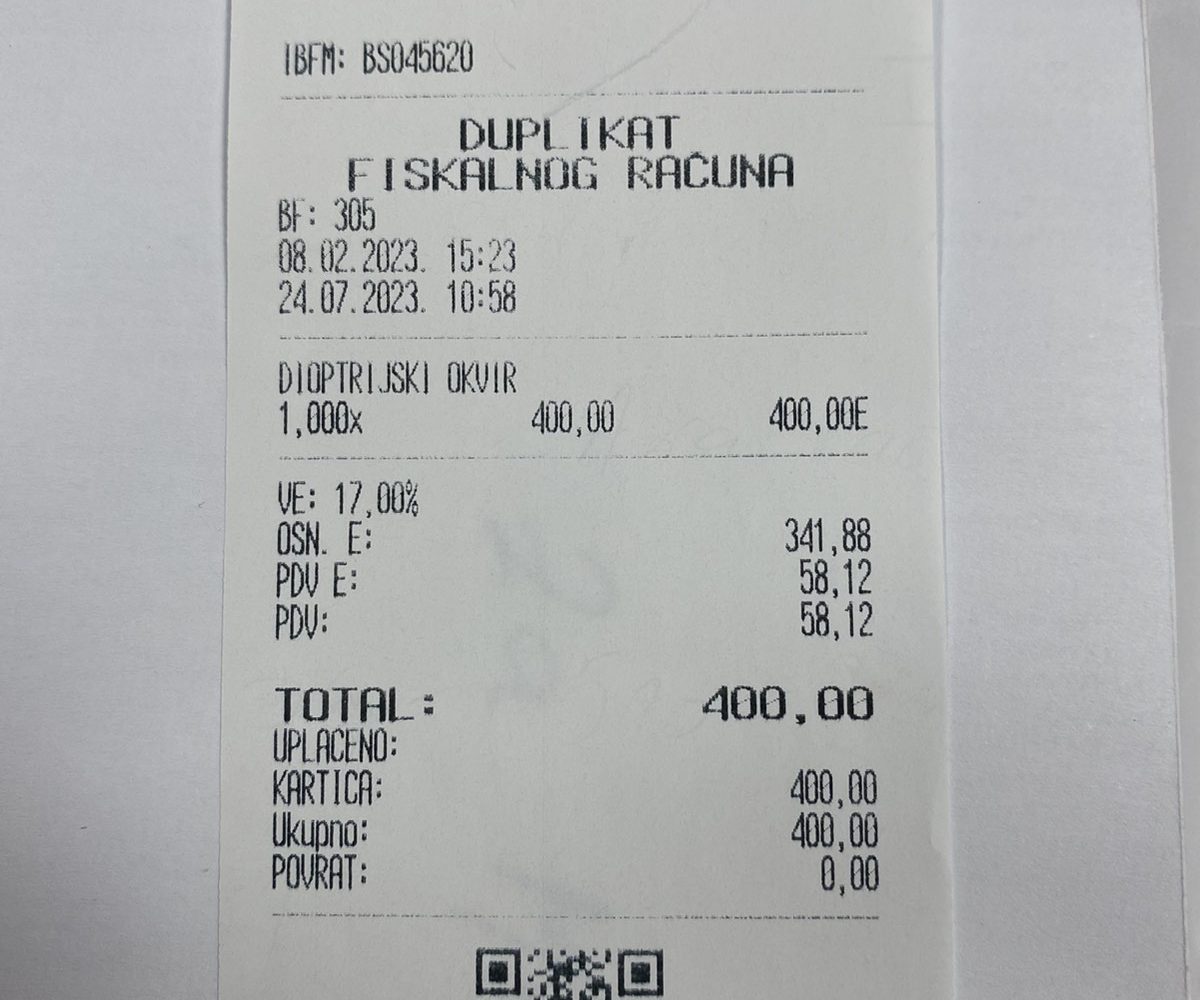 IBFM: BS045620
DUPLIKAT
FISKALNOG RAČUNA
BF: 305
08.02.2023. 15:23
24.07.2023. 10:58
DIOPTRIJSKI OKVIR
1,000x 400,00 400,00E
VE: 17,00%
OSN. E: 341,88
PDV E: 58,12
PDV: 58,12
TOTAL: 400,00
UPLAĆENO:
KARTICA: 400,00
Ukupno: 400,00
POVRAT: 0,00